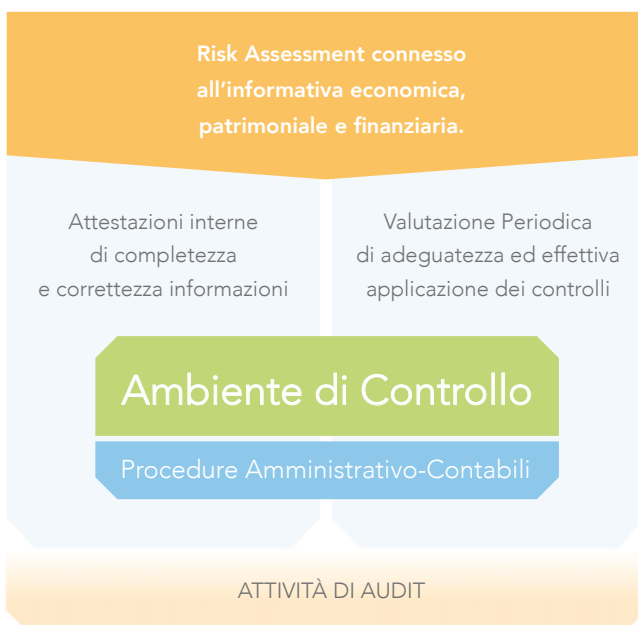 Risk Assessment connesso
all'informativa economica,
patrimoniale e finanziaria.
Attestazioni interne
di completezza
e correttezza informazioni
Valutazione Periodica
di adeguatezza ed effettiva
applicazione dei controlli
Ambiente di Controllo
Procedure Amministrativo-Contabili
ATTIVITÀ DI AUDIT